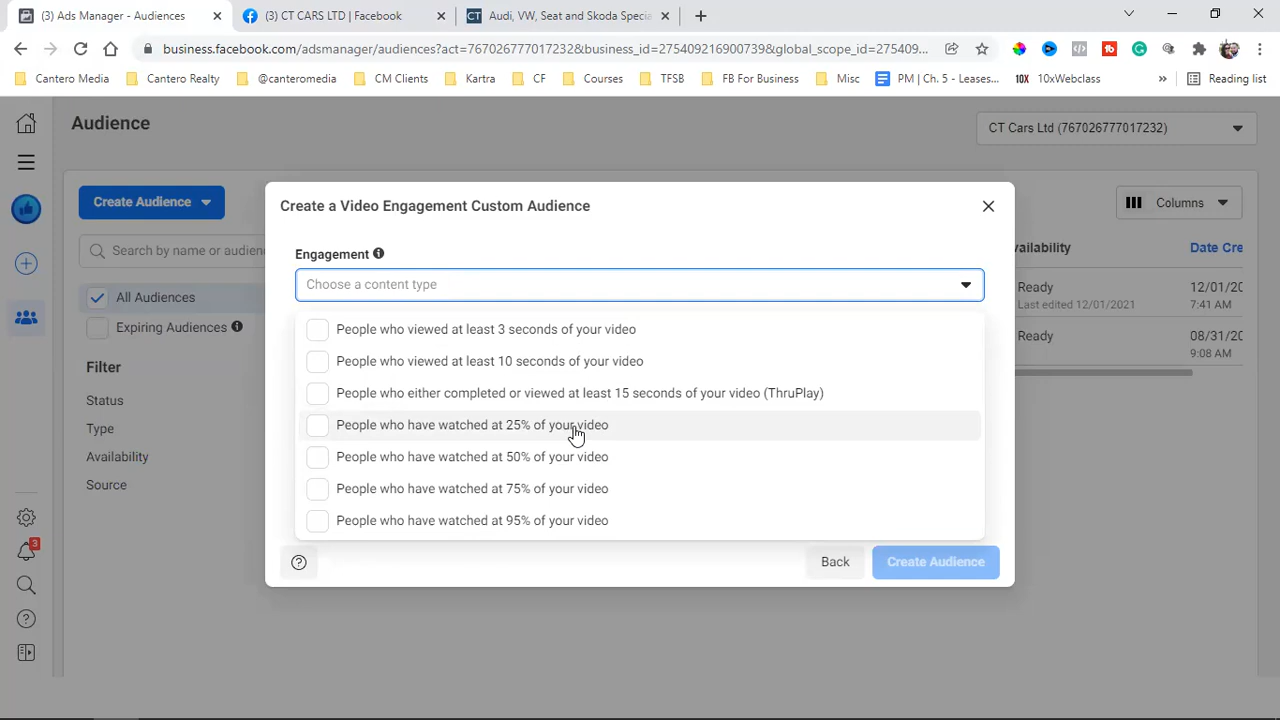 (3) Ads Manager - Audiences
(3) CT CARS LTD | Facebook
CT Audi, VW, Seat and Skoda Specia
business.facebook.com/adsmanager/audiences?act=767026777017232&business_id=275409216900739&global_scope_id=275409...
Cantero Media
Cantero Realty
@canteromedia
CM Clients
Kartra
CF
Courses
TFSB
FB For Business
Misc
PM | Ch. 5 - Leases...
10X 10xWebclass
»
Reading list
Audience
CT Cars Ltd (767026777017232)
Create Audience
Columns
Search by name or audien
All Audiences
Expiring Audiences
Filter
Status
Type
Availability
Source
3
Create a Video Engagement Custom Audience
Engagement
Choose a content type
People who viewed at least 3 seconds of your video
People who viewed at least 10 seconds of your video
People who either completed or viewed at least 15 seconds of your video (ThruPlay)
People who have watched at 25% of your video
People who have watched at 50% of your video
People who have watched at 75% of your video
People who have watched at 95% of your video
Back
Create Audience
vailability
Date Cre
Ready
12/01/20
Last edited 12/01/2021
7:41 AM
Ready
08/31/20
9:08 AM